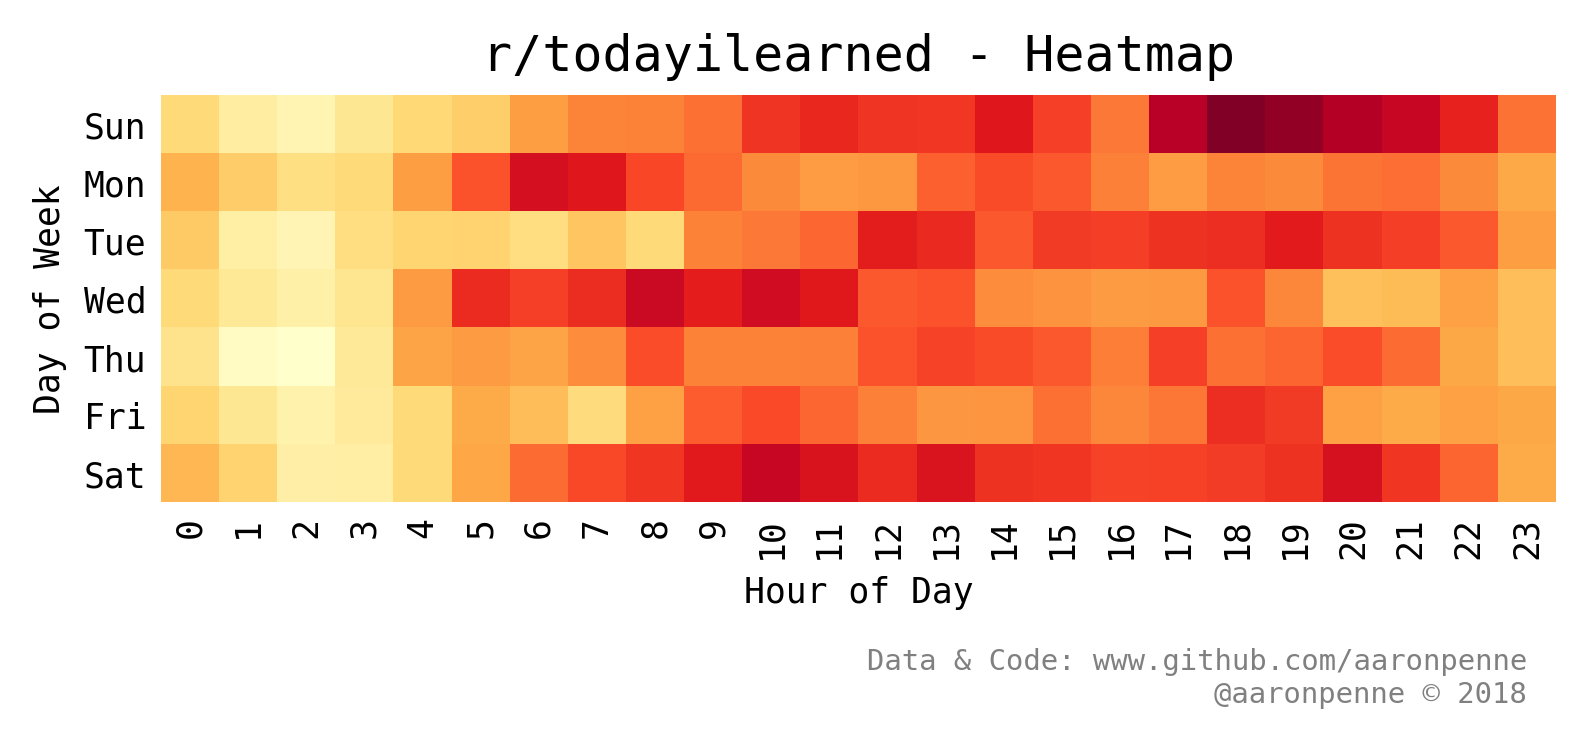 r/todayilearned - Heatmap
Day of Week
Sun
Mon
Tue
Wed
Thu
Fri
Sat
0 1 2 3 4 5 6 7 8 9 10 11 12 13 14 15 16 17 18 19 20 21 22 23
Hour of Day
Data & Code: www.github.com/aaronpenne
@aaronpenne © 2018